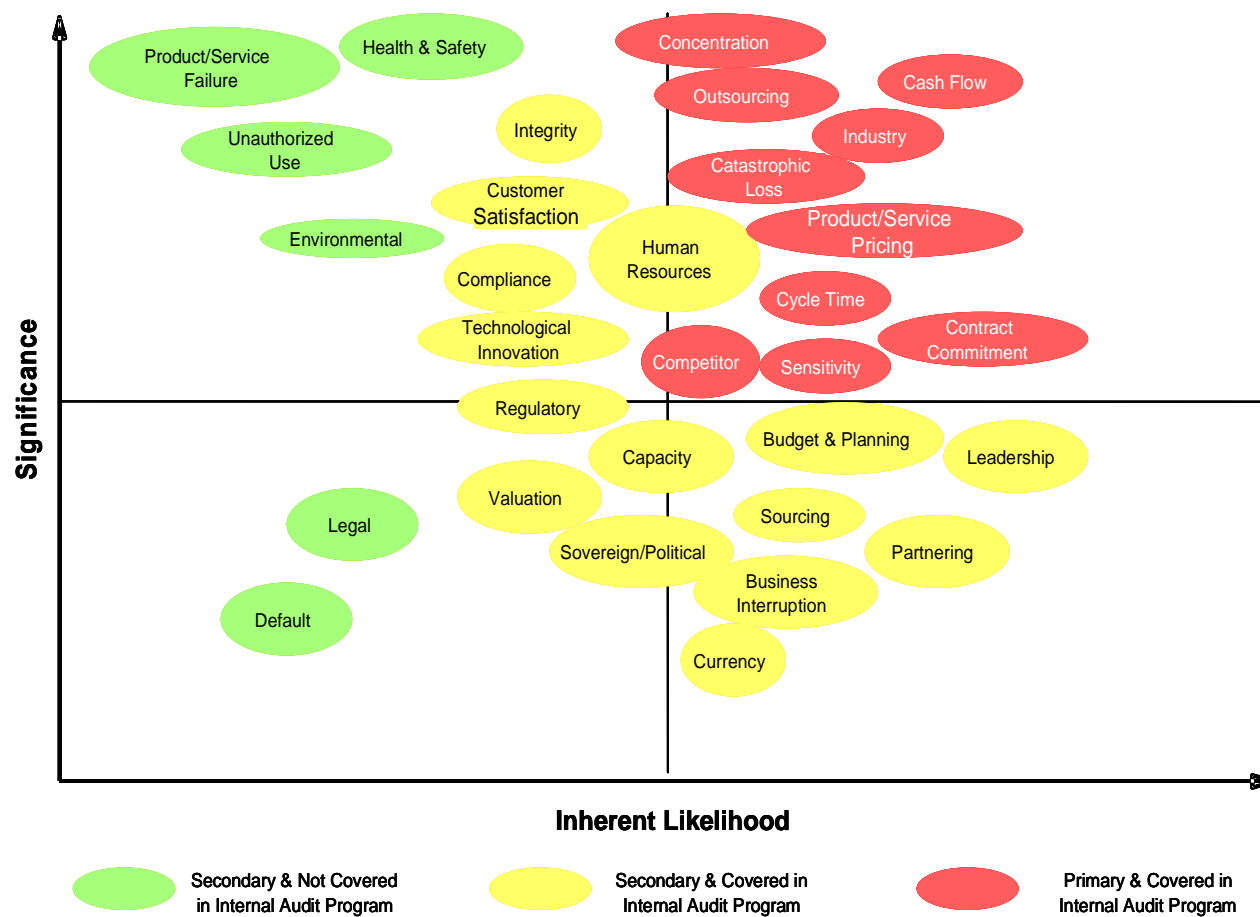 Product/Service
Failure
Health & Safety
Concentration
Cash Flow
Outsourcing
Integrity
Industry
Unauthorized
Use
Catastrophic
Loss
Customer
Satisfaction
Product/Service
Pricing
Environmental
Human
Resources
Compliance
Cycle Time
Technological
Innovation
Contract
Commitment
Competitor
Sensitivity
Regulatory
Significance
Capacity
Budget & Planning
Leadership
Valuation
Sourcing
Legal
Sovereign/Political
Partnering
Business
Interruption
Default
Currency
Inherent Likelihood
Secondary & Not Covered
in Internal Audit Program
Secondary & Covered in
Internal Audit Program
Primary & Covered in
Internal Audit Program